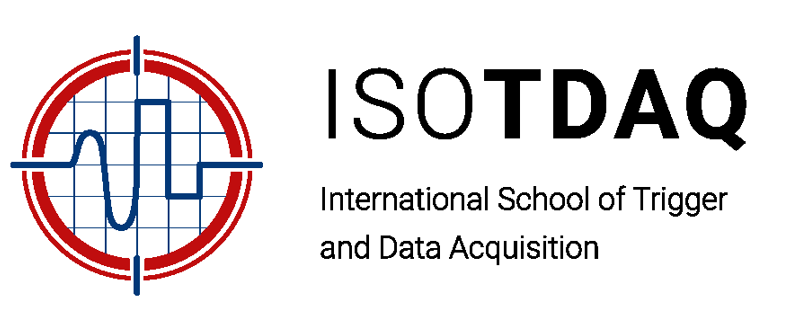 ISOTDAQ
International School of Trigger
and Data Acquisition